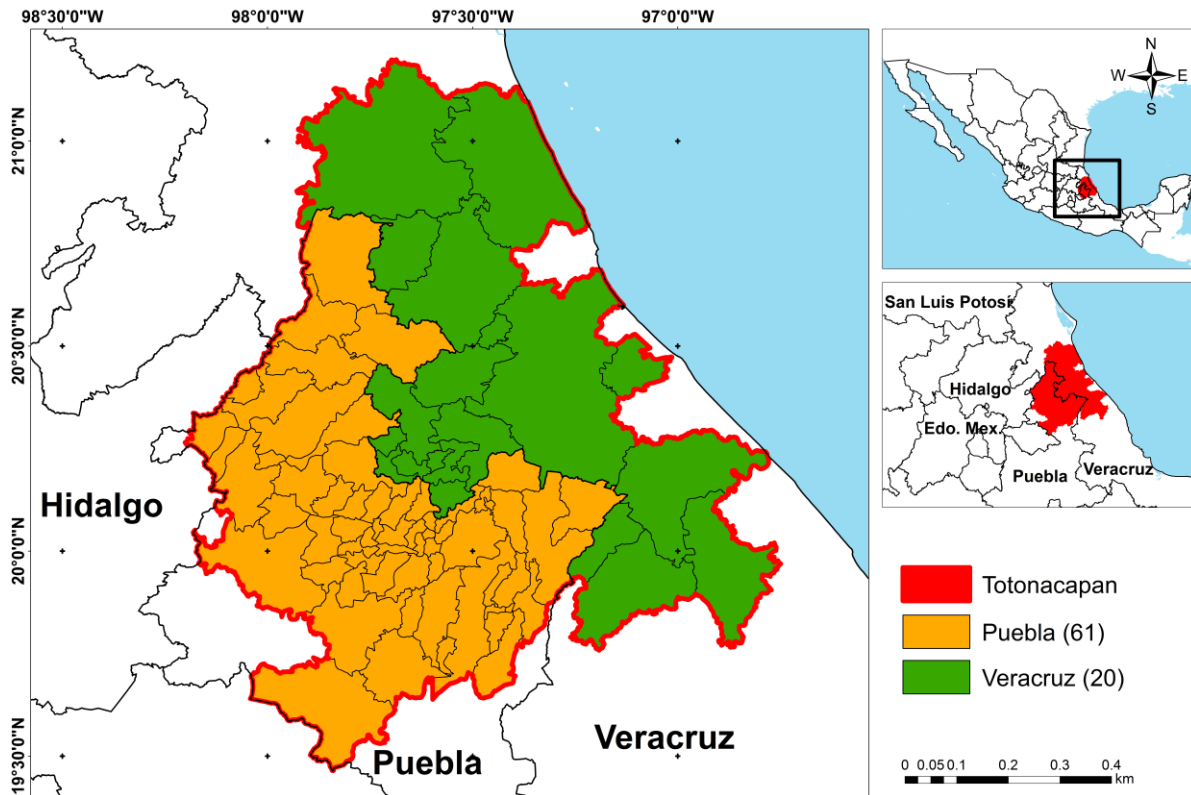 98°30'0"W 98°0'0"W 97°30'0"W 97°0'0"W
21°0'0"N
20°30'0"N
20°0'0"N
19°30'0"N
Hidalgo
Puebla
Veracruz
N
W E
S
San Luis Potosí
Hidalgo
Edo. Mex.
Puebla
Veracruz
Totonacapan
Puebla (61)
Veracruz (20)
0 0.05 0.1 0.2 0.3 0.4
km